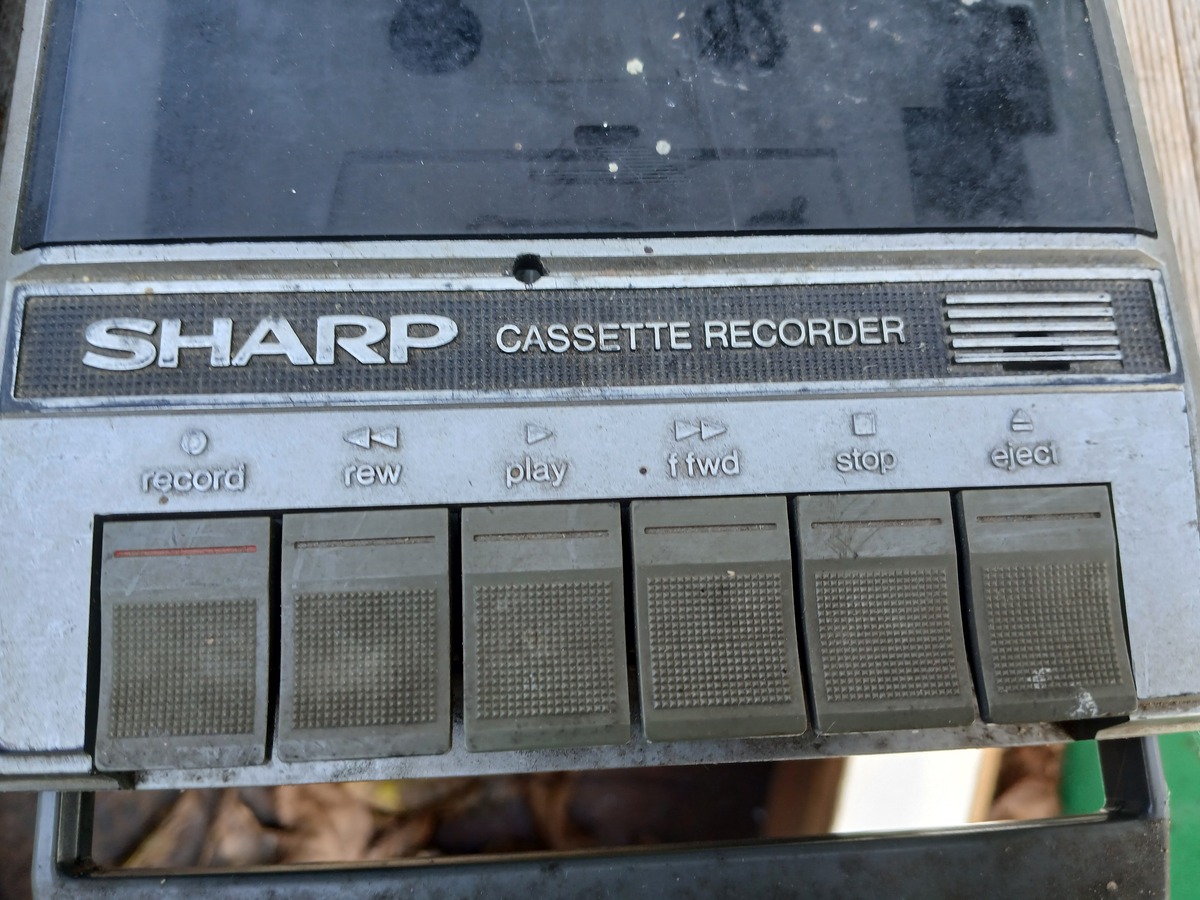 SHARP CASSETTE RECORDER
record rew play f fwd stop eject